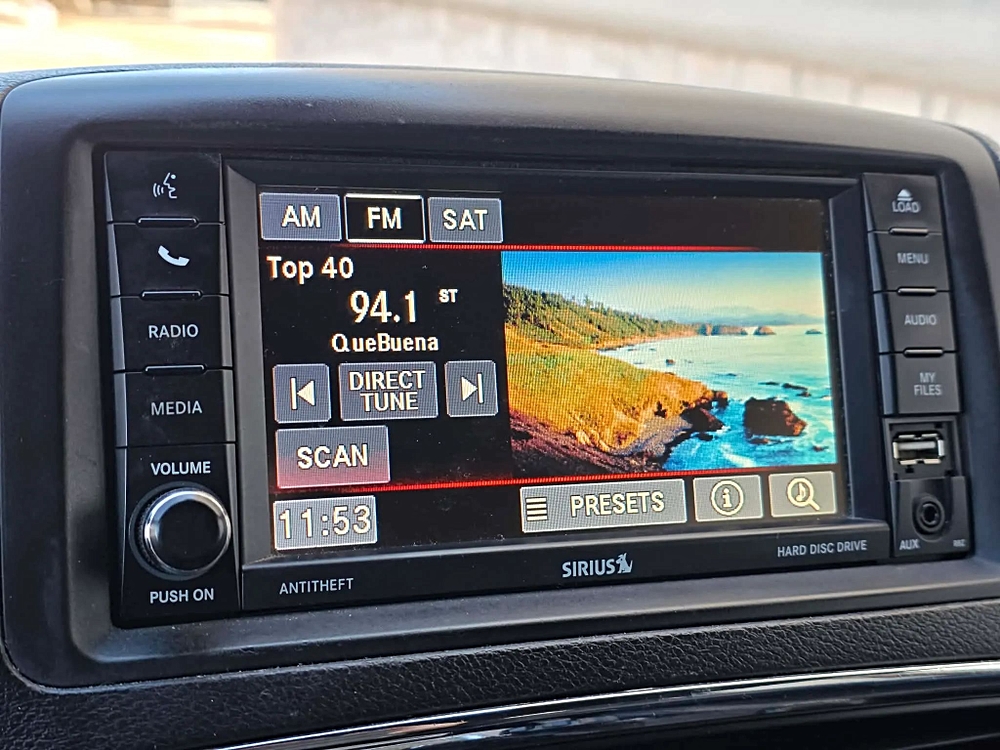 AM FM SAT
Top 40
94.1 ST
QueBuena
DIRECT
TUNE
SCAN
11:53
PRESETS
RADIO
MEDIA
VOLUME
PUSH ON
LOAD
MENU
AUDIO
MY
FILES
AUX
ANTITHEFT
SIRIUS
HARD DISC DRIVE